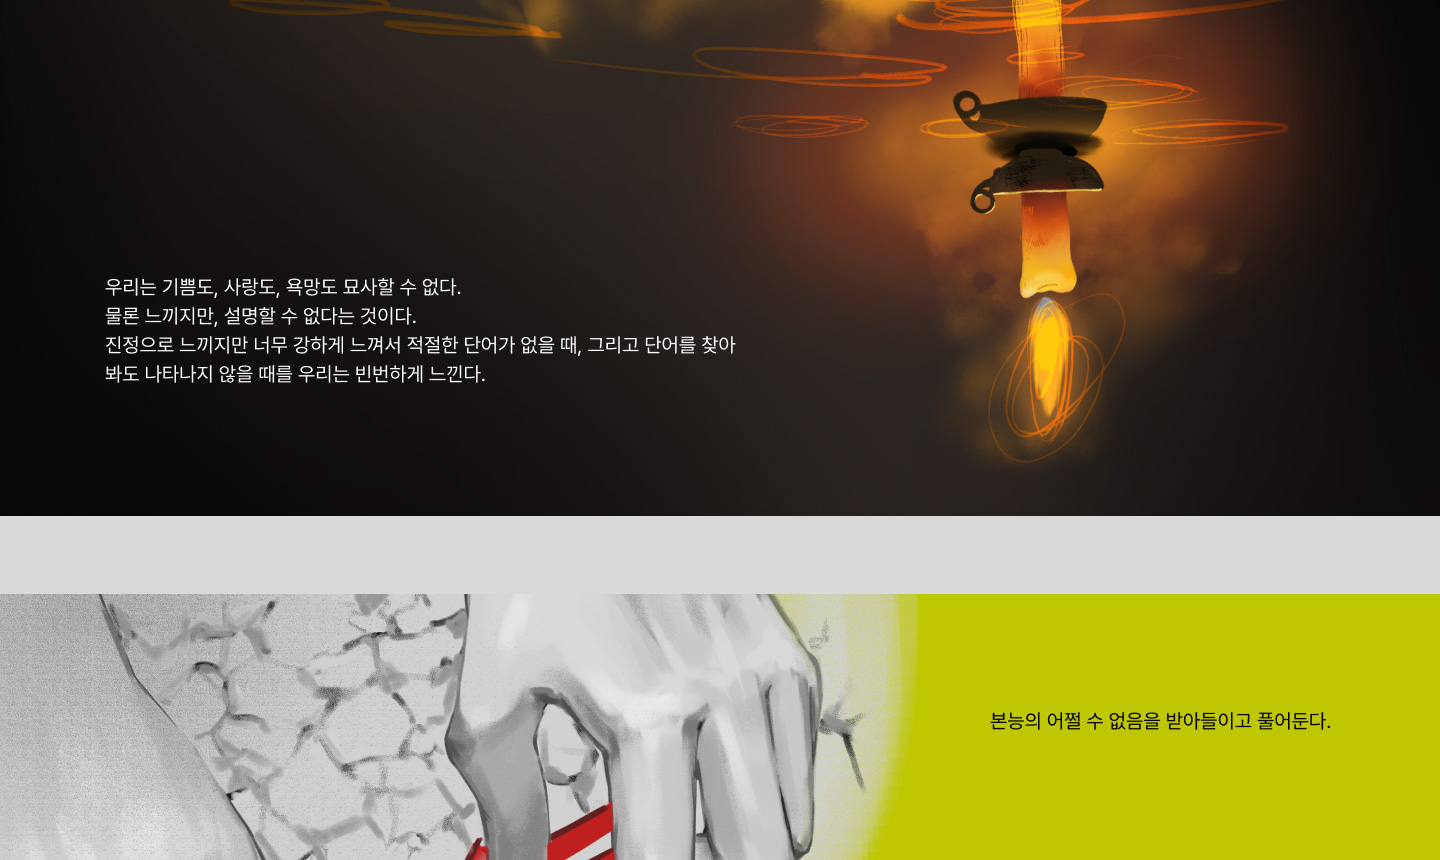 우리는 기쁨도, 사랑도, 욕망도 묘사할 수 없다.
물론 느끼지만, 설명할 수 없다는 것이다.
진정으로 느끼지만 너무 강하게 느껴서 적절한 단어가 없을 때, 그리고 단어를 찾아
봐도 나타나지 않을 때를 우리는 빈번하게 느낀다.
본능의 어쩔 수 없음을 받아들이고 풀어둔다.